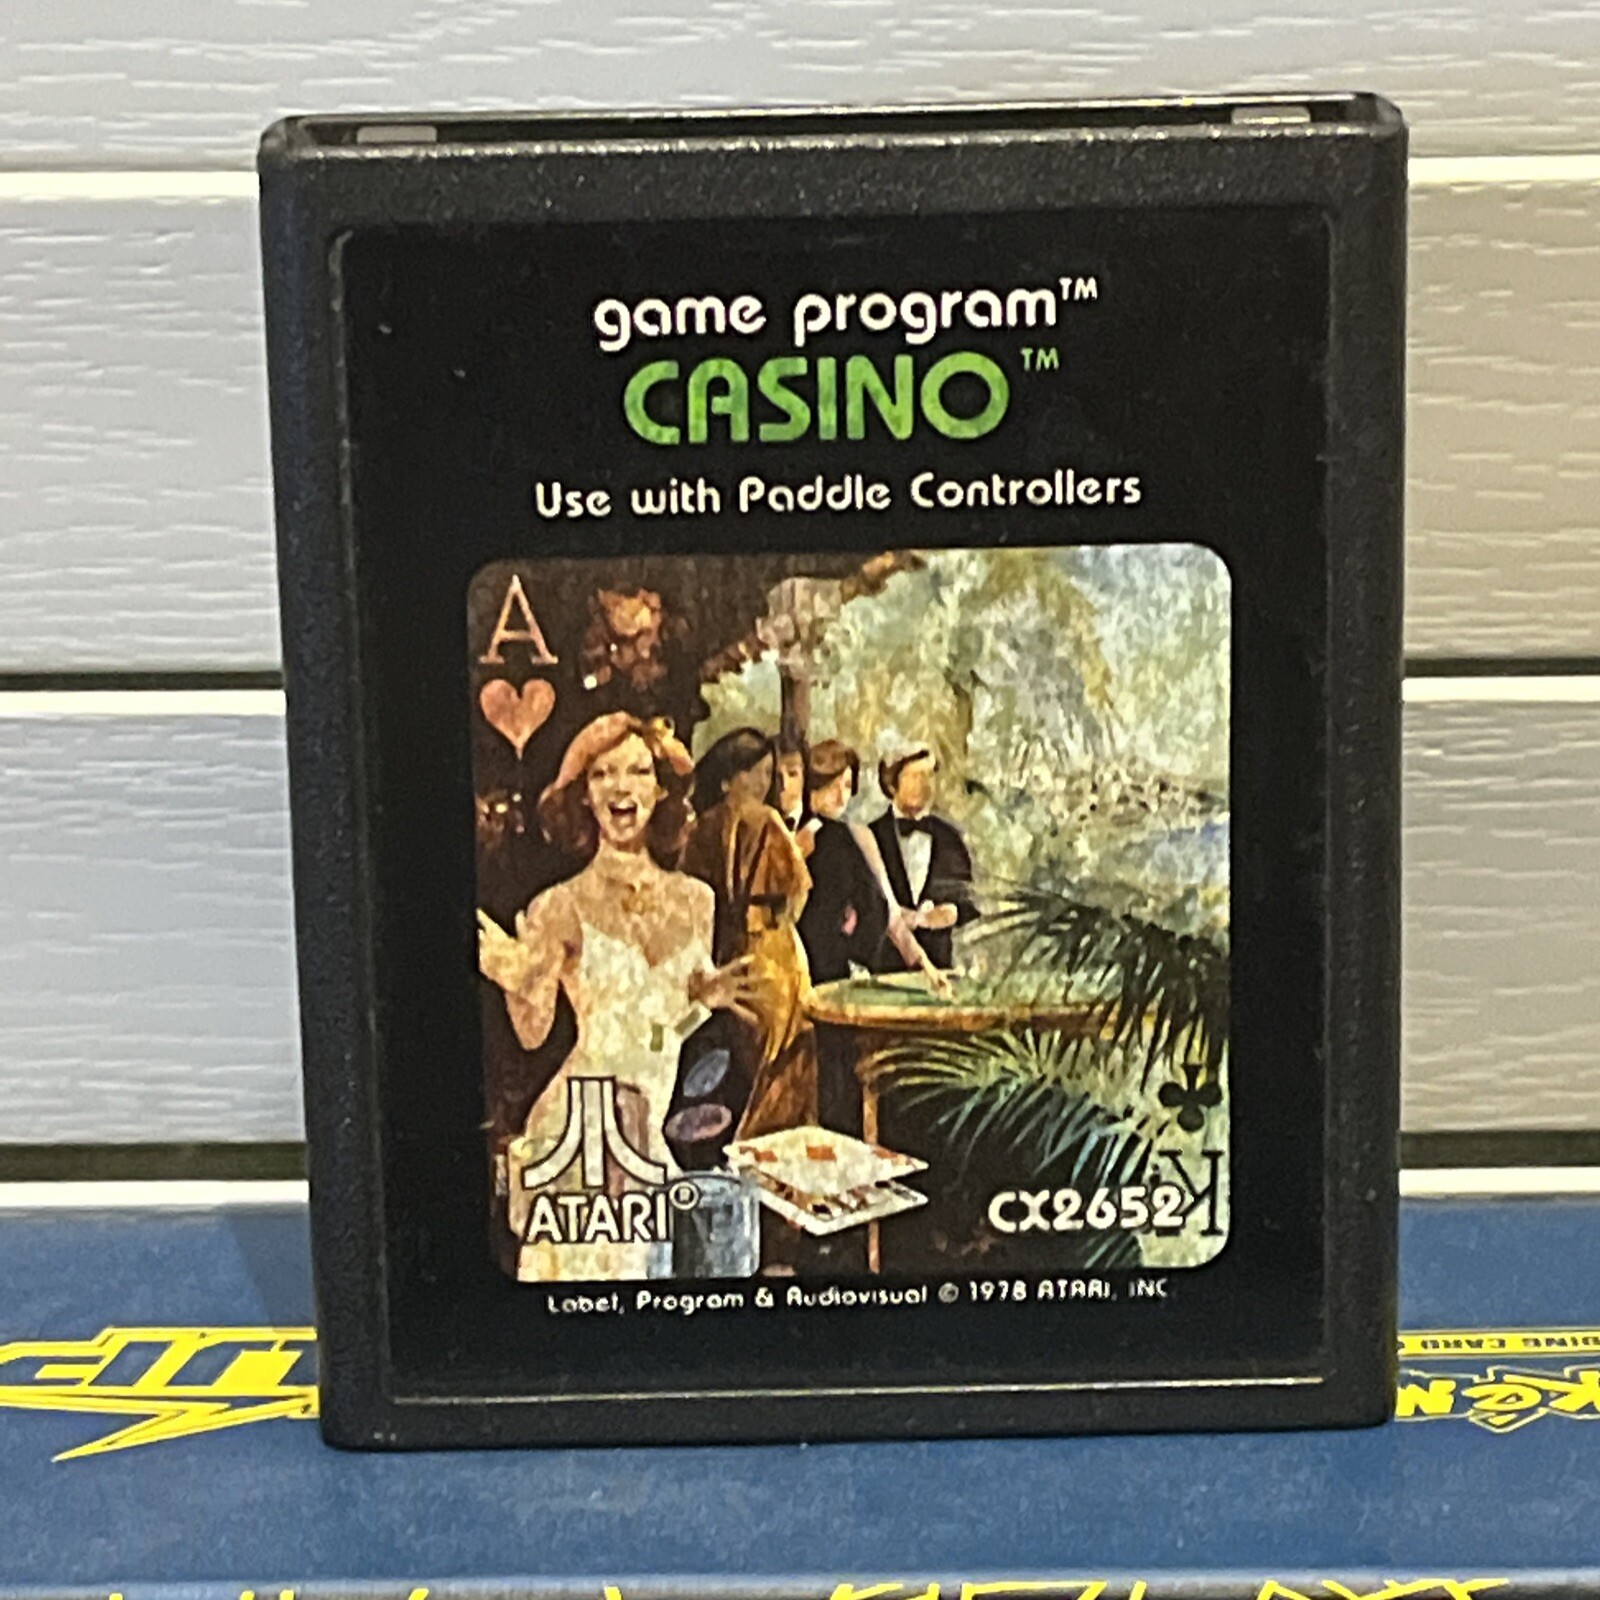 game program™
CASINO™
Use with Paddle Controllers
A
ATARI®
CX2652
K
Label, Program & Audiovisual © 1978 ATARI, INC